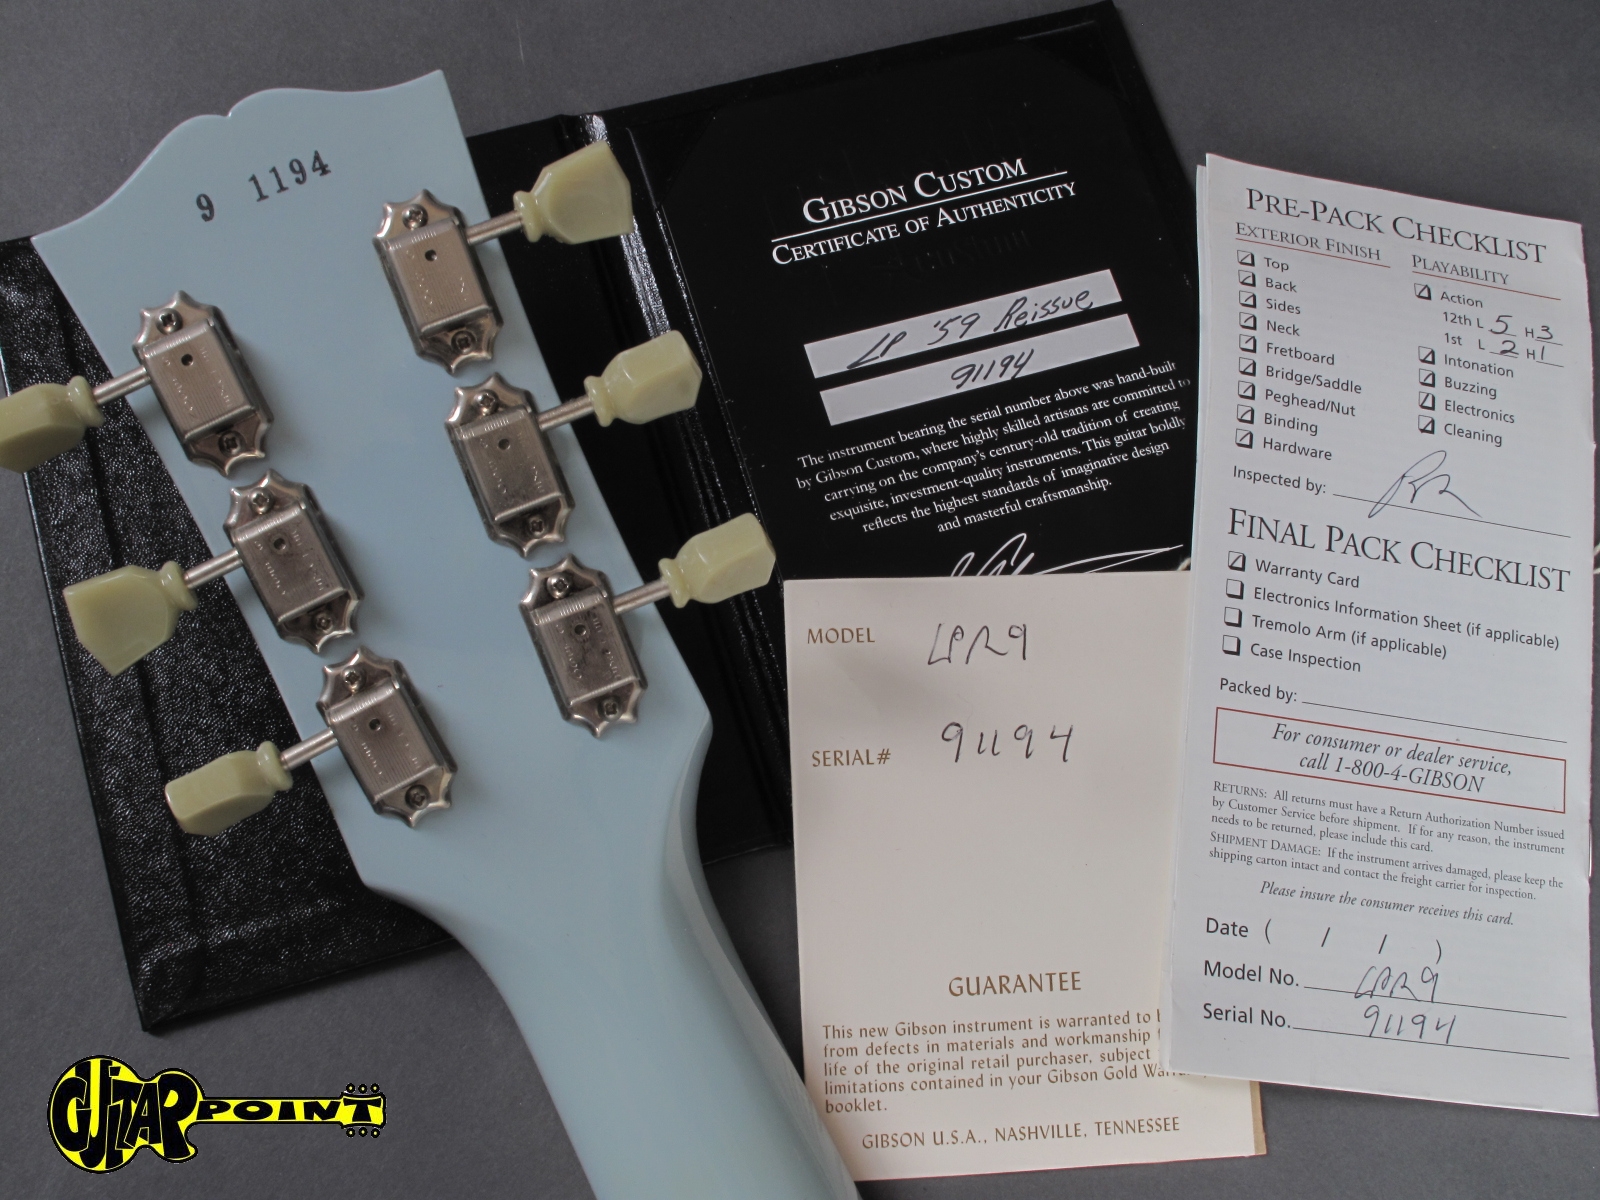 9 1194
GIBSON CUSTOM
CERTIFICATE OF AUTHENTICITY
LP '59 Reissue
91194
The instrument bearing the serial number above was hand-built
by Gibson Custom, where highly skilled artisans are committed to
carrying on the company's century-old tradition of creating
exquisite, investment-quality instruments. This guitar boldly
reflects the highest standards of imaginative design
and masterful craftsmanship.
MODEL LPR9
SERIAL# 91194
GUARANTEE
This new Gibson instrument is warranted to
from defects in materials and workmanship
life of the original retail purchaser, subject
limitations contained in your Gibson Gold
booklet.
GIBSON U.S.A., NASHVILLE, TENNESSEE
PRE-PACK CHECKLIST
EXTERIOR FINISH
Top
Back
Sides
Neck
Fretboard
Bridge/Saddle
Peghead/Nut
Binding
Hardware
PLAYABILITY
Action
12th L 5 H 3
1st L 2 H 1
Intonation
Buzzing
Electronics
Cleaning
Inspected by:
FINAL PACK CHECKLIST
Warranty Card
Electronics Information Sheet (if applicable)
Tremolo Arm (if applicable)
Case Inspection
Packed by:
For consumer or dealer service,
call 1-800-4-GIBSON
RETURNS: All returns must have a Return Authorization Number issued
by Customer Service before shipment. If for any reason, the instrument
needs to be returned, please include this card.
SHIPMENT DAMAGE: If the instrument arrives damaged, please keep the
shipping carton intact and contact the freight carrier for inspection.
Please insure the consumer receives this card.
Date ( / / )
Model No. LPR9
Serial No. 91194
GUITAR POINT